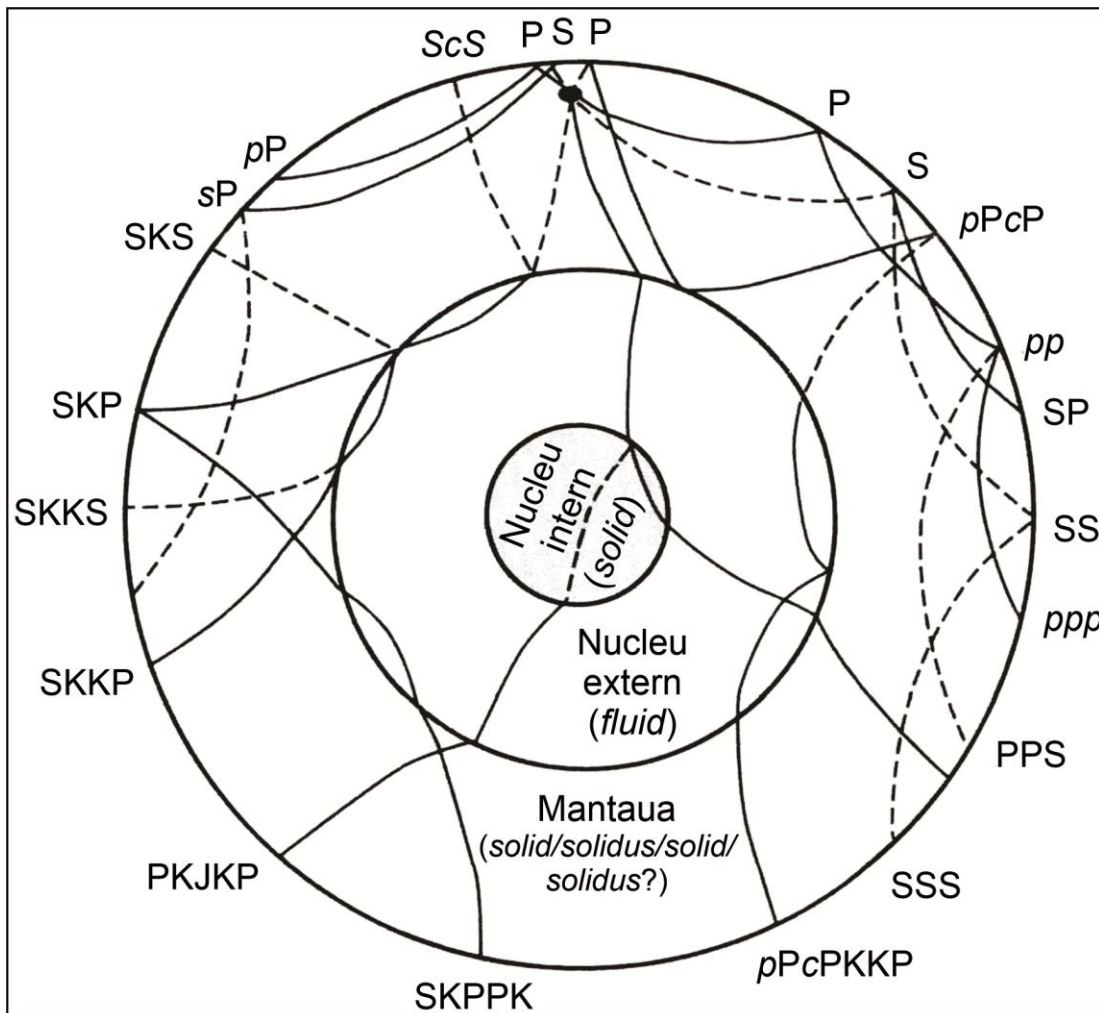 ScS
P S P
P
S
pPcP
pP
sP
SKS
pp
SP
SKP
SKKS
SS
ppp
SKKP
PPS
Nucleu
intern
(solid)
Nucleu
extern
(fluid)
Mantaua
(solid/solidus/solid/
solidus?)
PKJKP
SSS
pPcPKKP
SKPPK